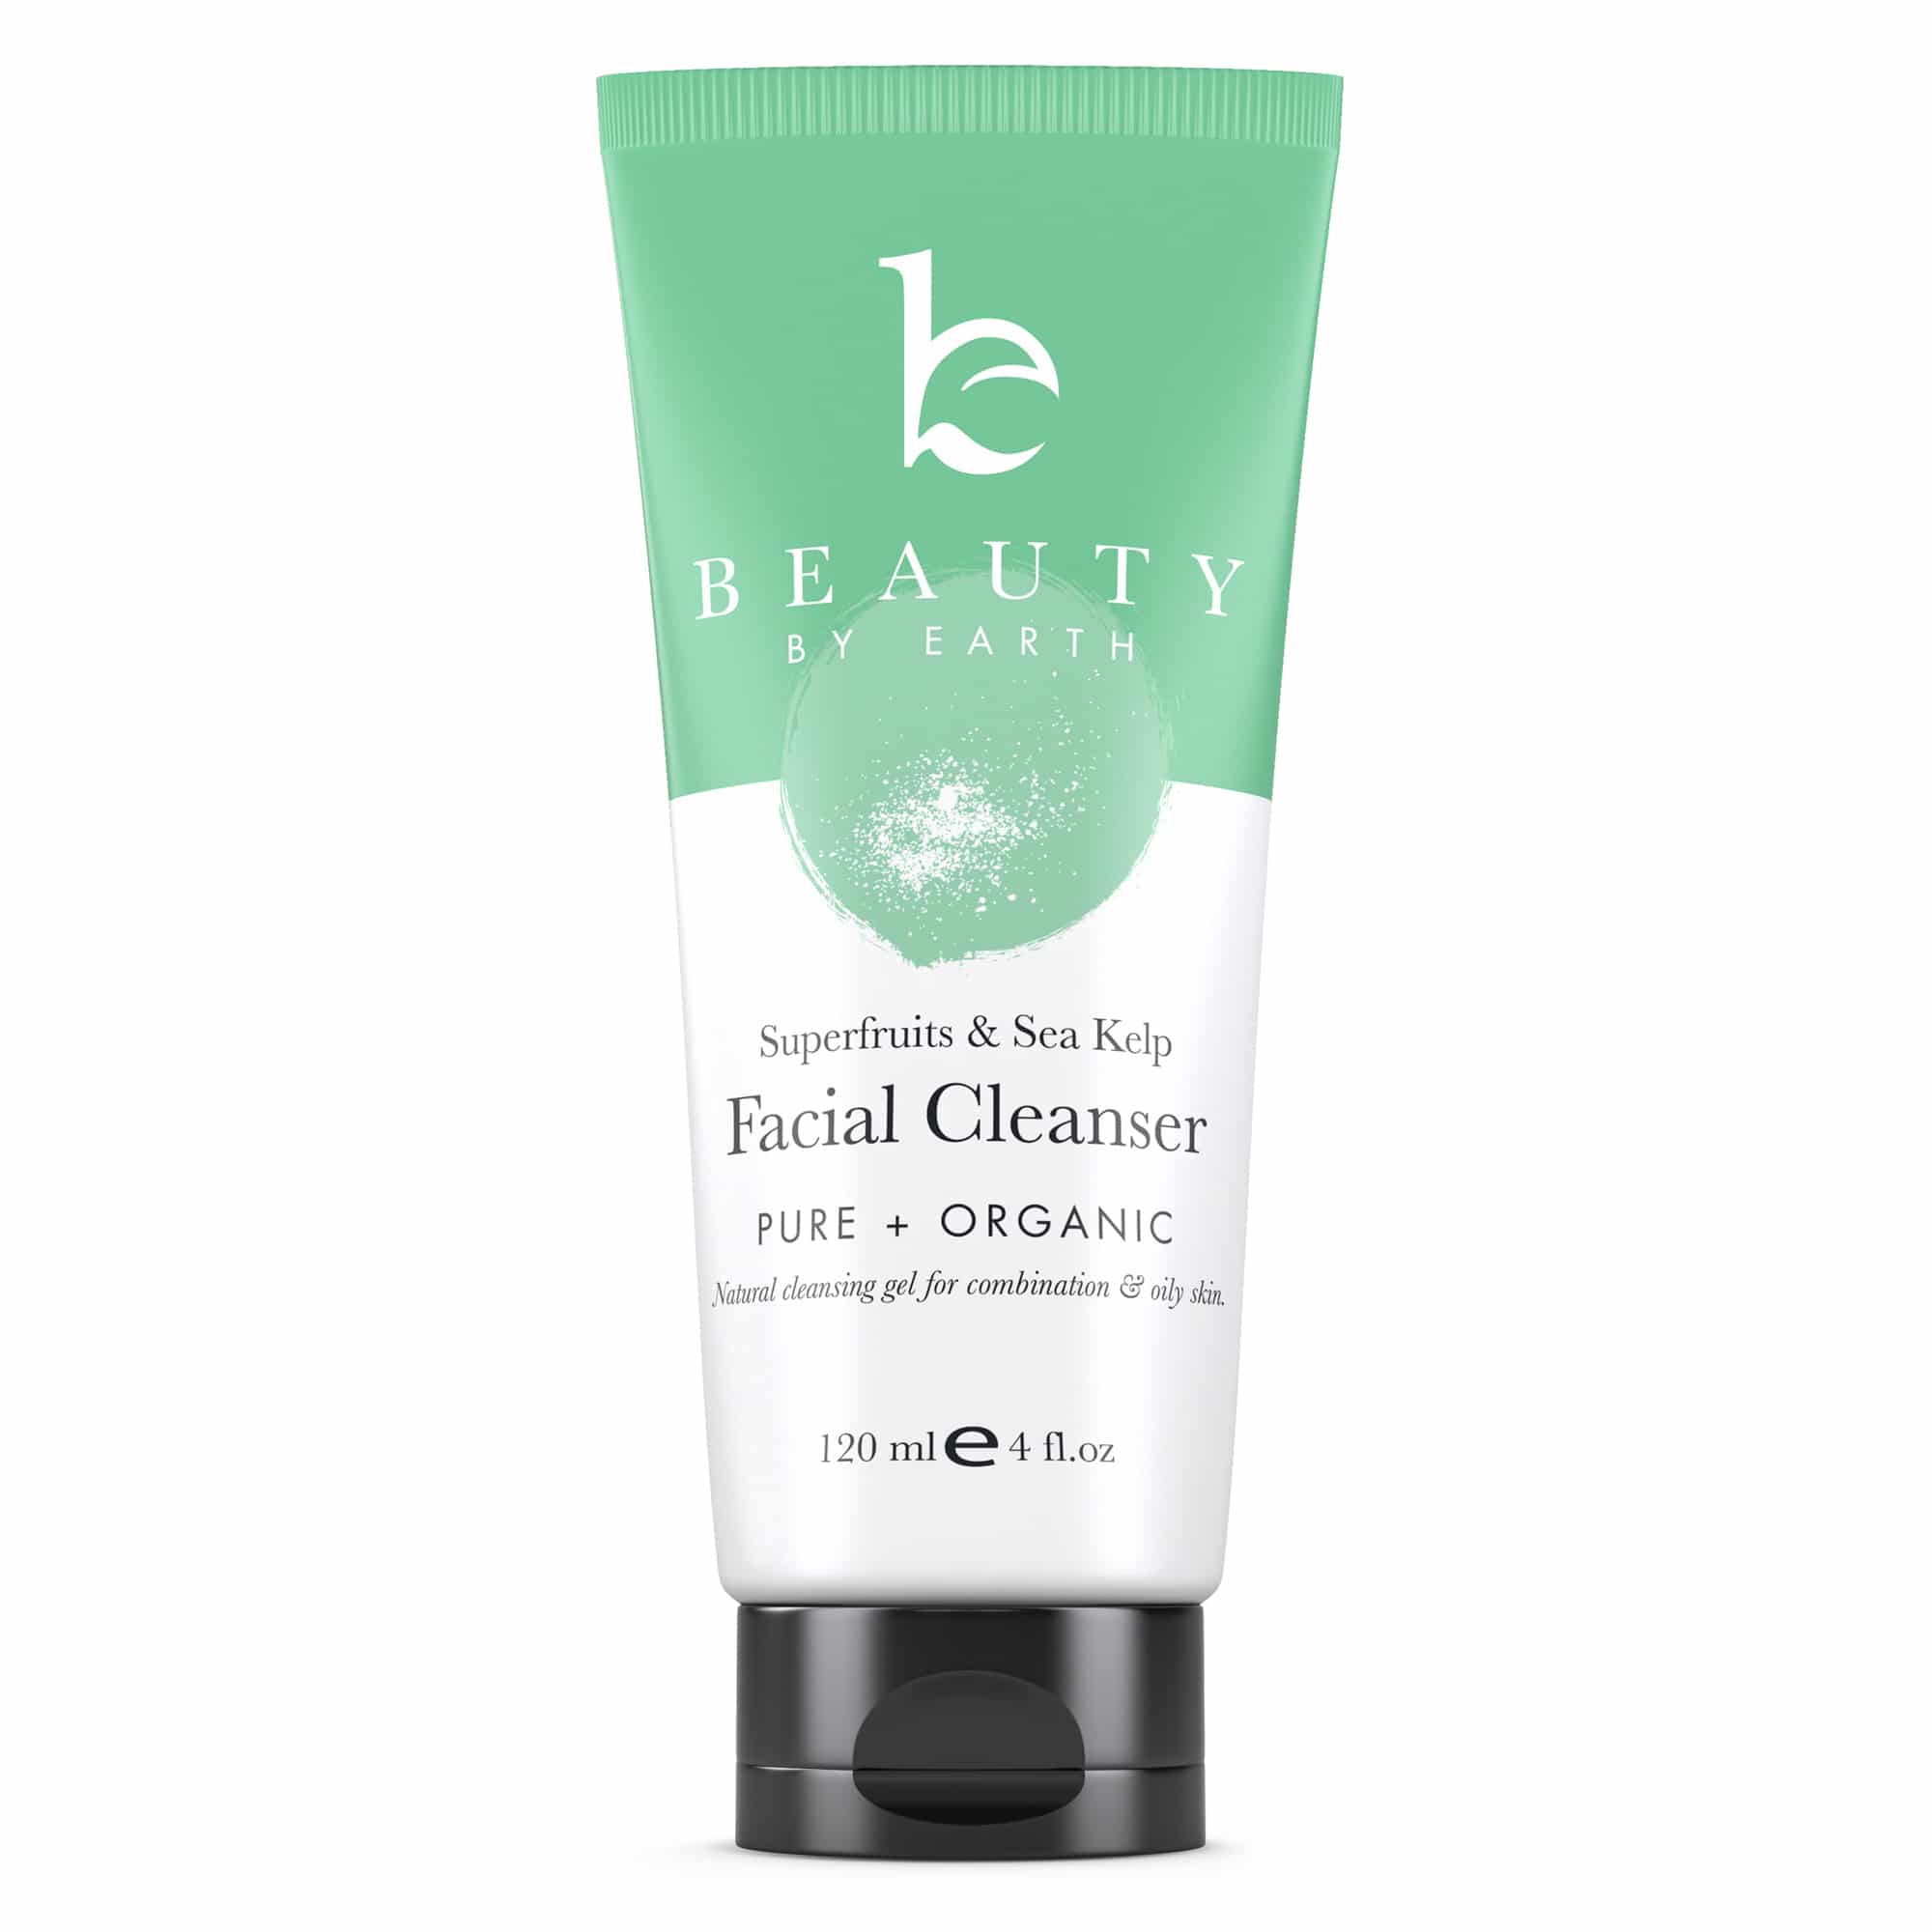 be
BEAUTY
BY EARTH
Superfruits & Sea Kelp
Facial Cleanser
PURE + ORGANIC
Natural cleansing gel for combination & oily skin.
120 ml e 4 fl.oz